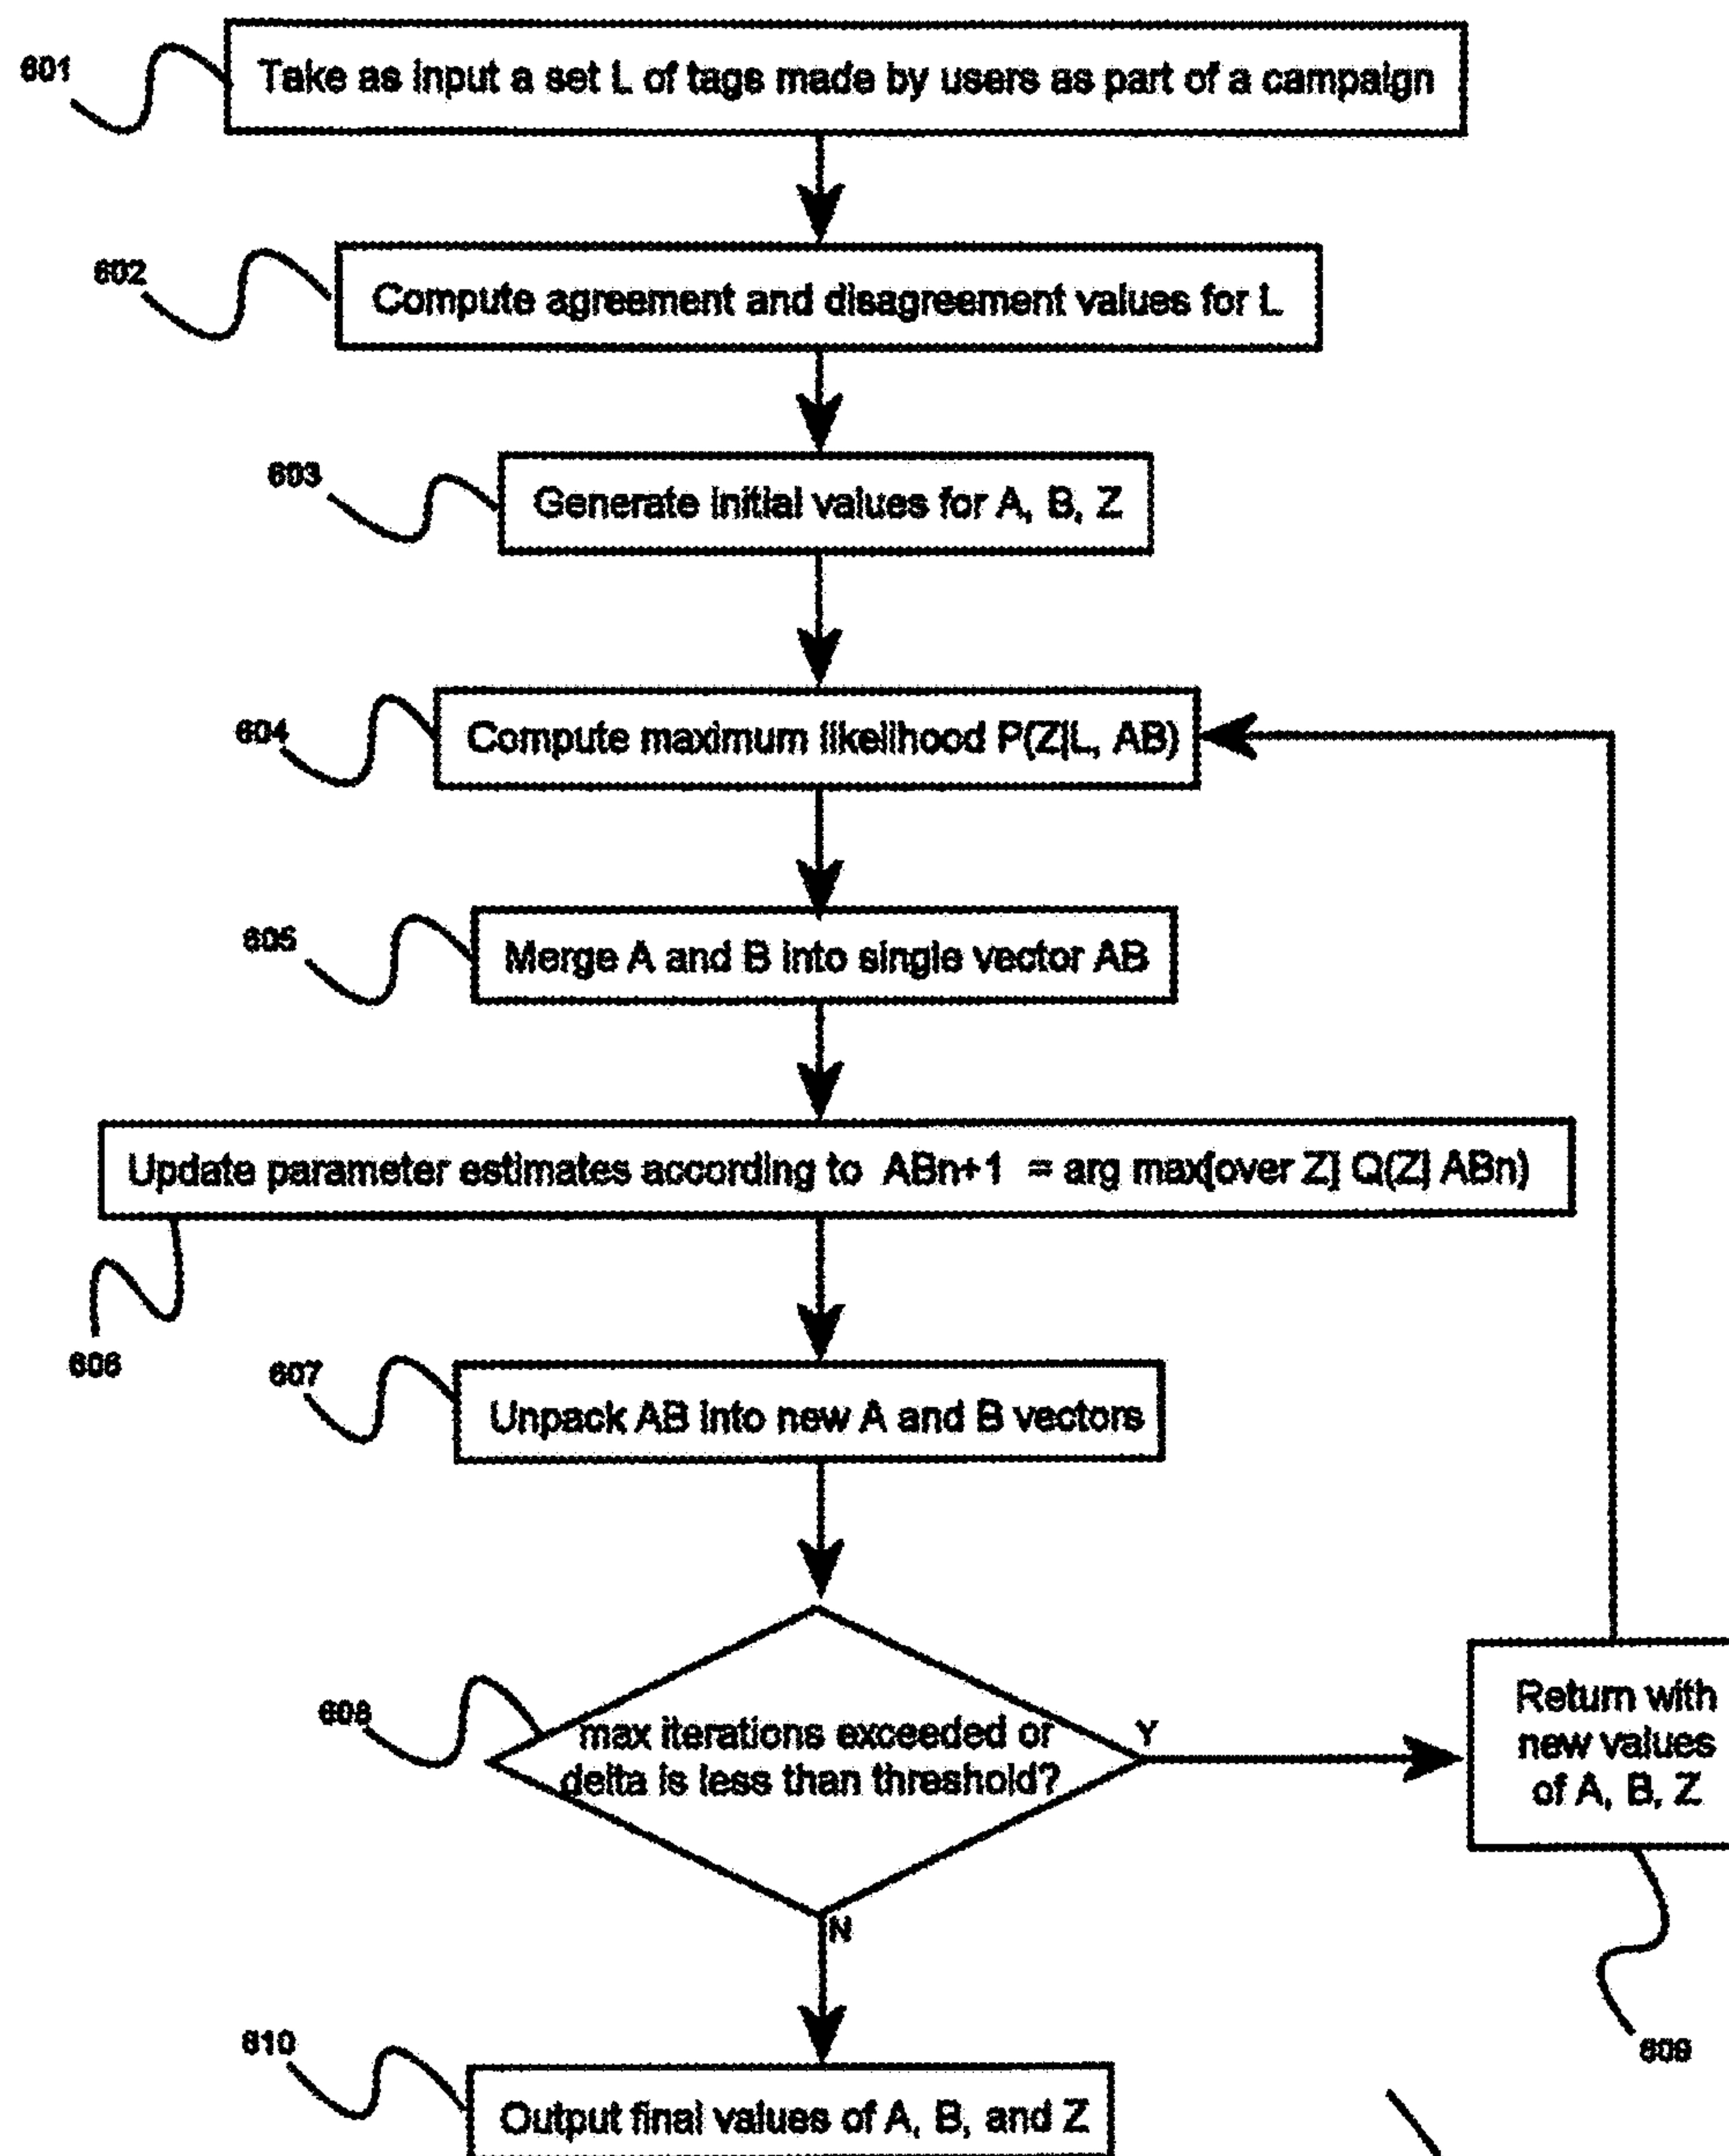 601
Take as input a set L of tags made by users as part of a campaign
602
Compute agreement and disagreement values for L
603
Generate initial values for A, B, Z
604
Compute maximum likelihood P(Z|L, AB)
605
Merge A and B into single vector AB
Update parameter estimates according to ABn+1 = arg max[over Z] Q(Z| ABn)
606
607
Unpack AB into new A and B vectors
608
max iterations exceeded or
delta is less than threshold?
Y
N
Return with
new values
of A, B, Z
609
610
Output final values of A, B, and Z